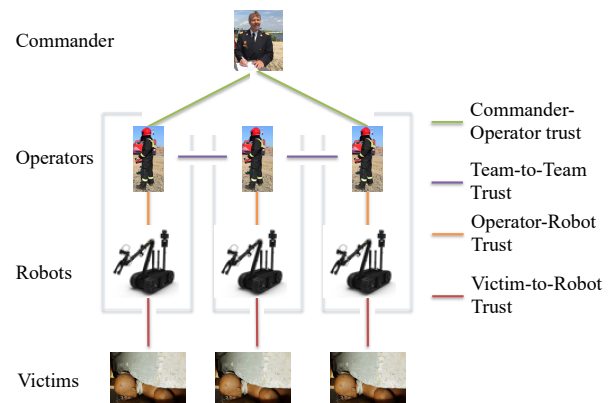 Commander
Operators
Robots
Victims
Commander-
Operator trust
Team-to-Team
Trust
Operator-Robot
Trust
Victim-to-Robot
Trust